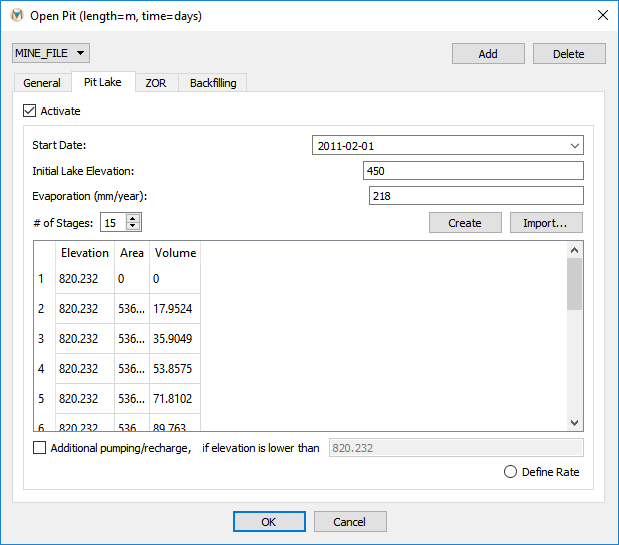 Open Pit (length=m, time=days)
MINE_FILE Add Delete
General Pit Lake ZOR Backfilling
Activate
Start Date: 2011-02-01
Initial Lake Elevation: 450
Evaporation (mm/year): 218
# of Stages: 15 Create Import...
Elevation Area Volume
1 820.232 0 0
2 820.232 536... 17.9524
3 820.232 536... 35.9049
4 820.232 536... 53.8575
5 820.232 536... 71.8102
6 820.232 536... 89.763
Additional pumping/recharge, if elevation is lower than 820.232
Define Rate
OK Cancel